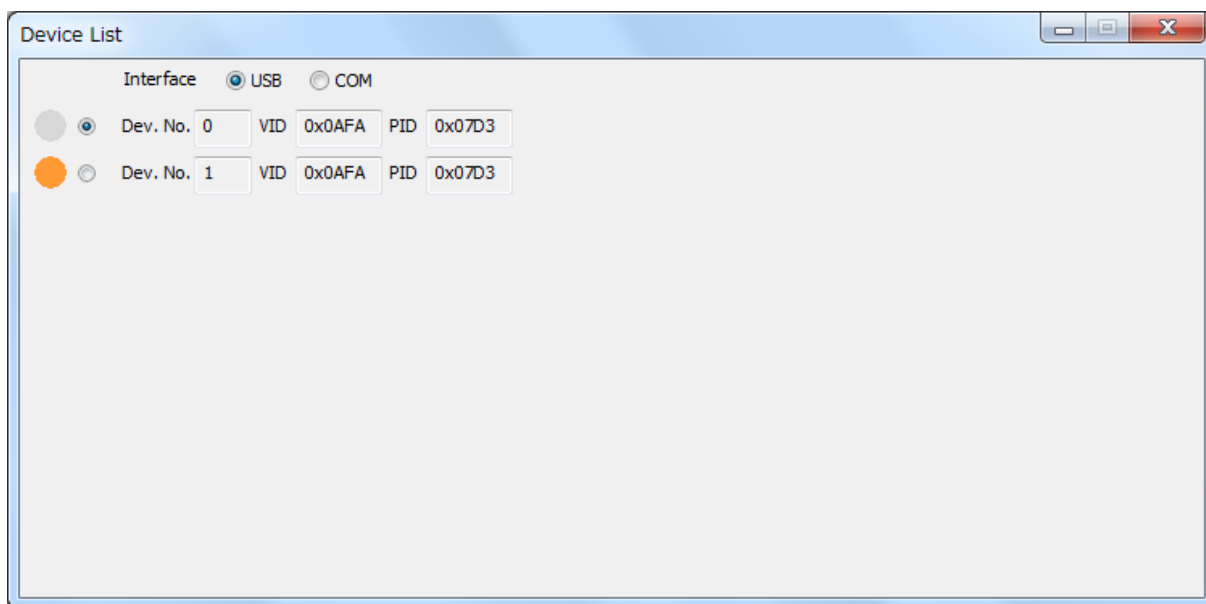 Device List
Interface USB COM
Dev. No. 0 VID 0x0AFA PID 0x07D3
Dev. No. 1 VID 0x0AFA PID 0x07D3